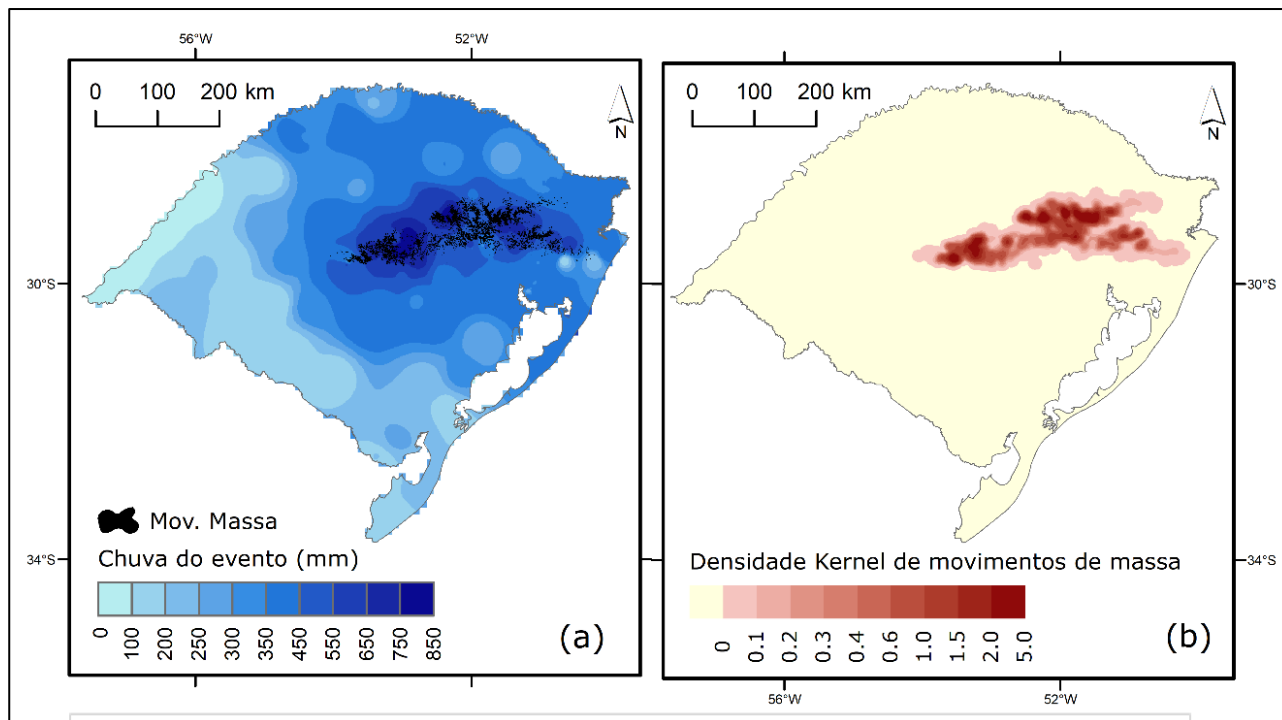 56°W
52°W
0 100 200 km
N
30°S
34°S
Mov. Massa
Chuva do evento (mm)
0 100 200 250 300 350 450 550 650 750 850
(a)
0 100 200 km
N
30°S
34°S
Densidade Kernel de movimentos de massa
0 0.1 0.2 0.3 0.4 0.6 1.0 1.5 2.0 5.0
(b)
56°W
52°W